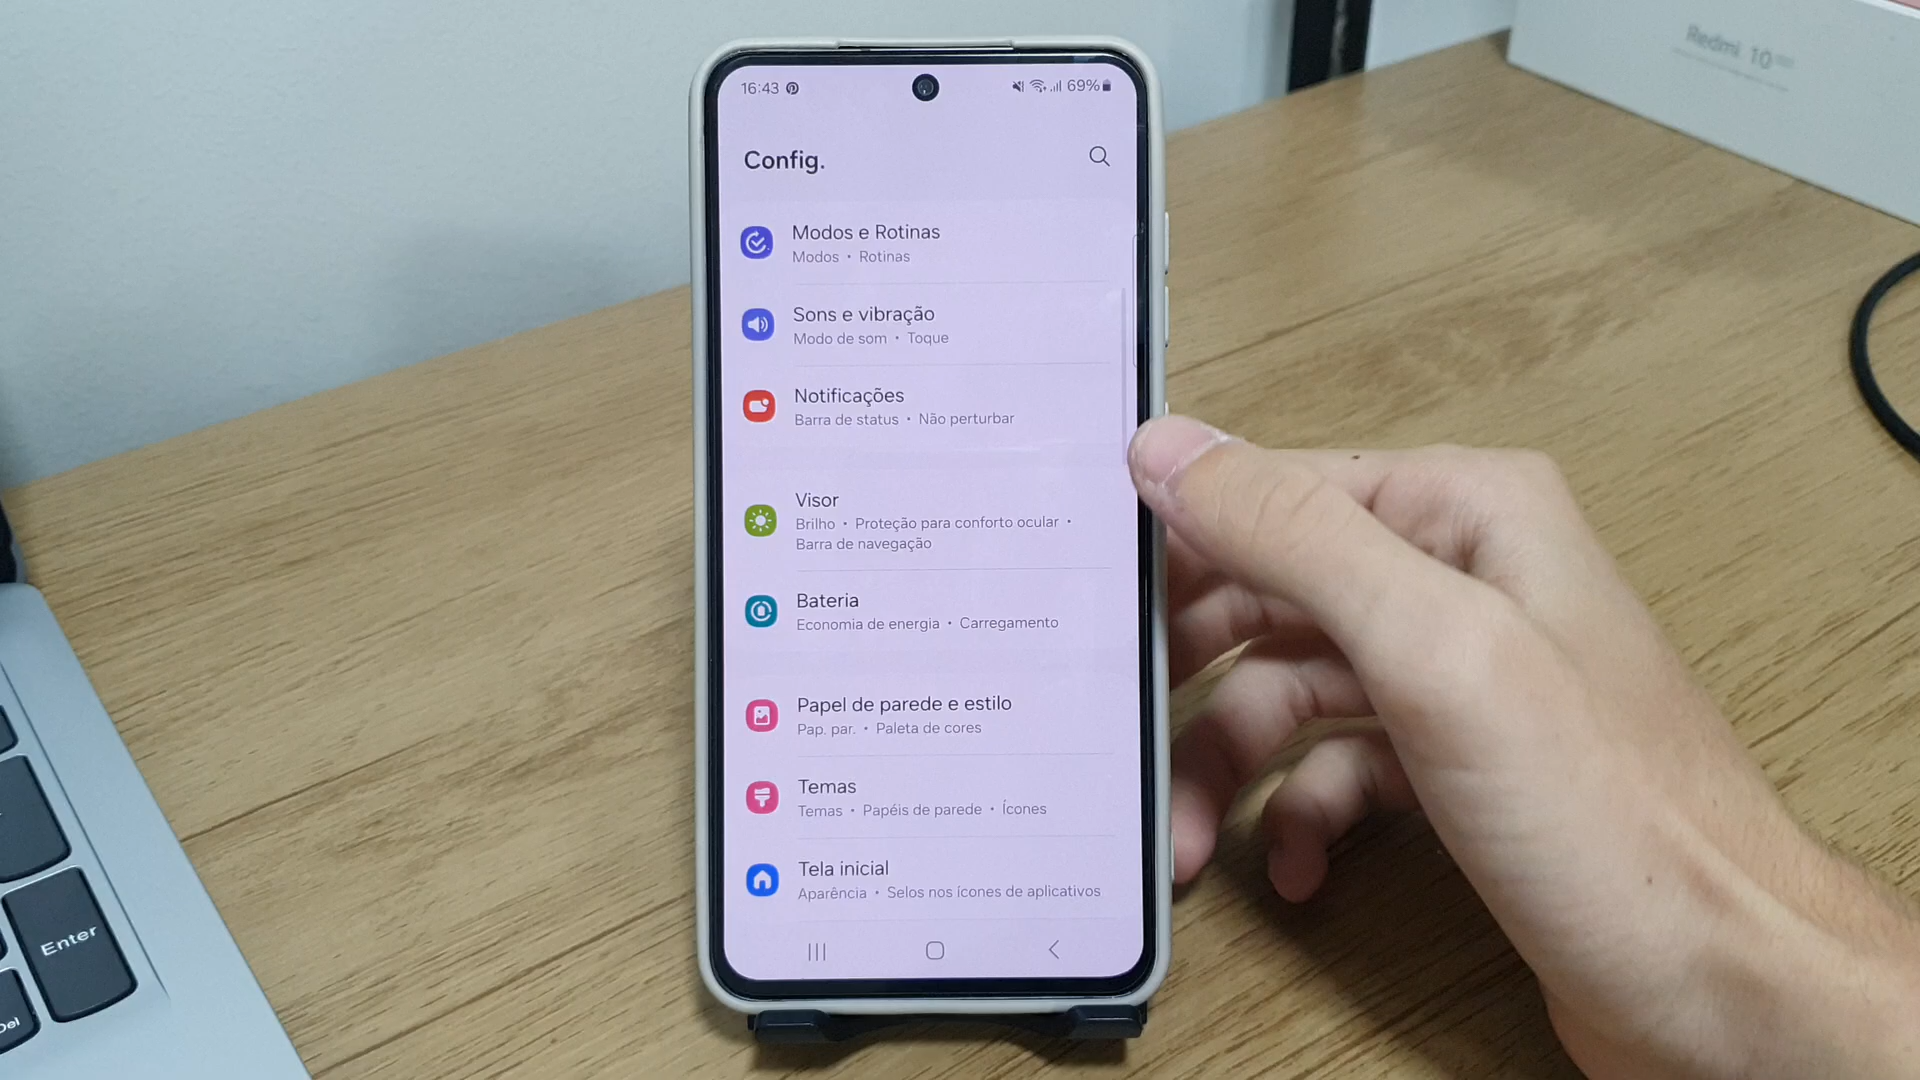 Redmi 10
16:43
69%
Config.
Modos e Rotinas
Modos • Rotinas
Sons e vibração
Modo de som • Toque
Notificações
Barra de status • Não perturbar
Visor
Brilho • Proteção para conforto ocular •
Barra de navegação
Bateria
Economia de energia • Carregamento
Papel de parede e estilo
Pap. par. • Paleta de cores
Temas
Temas • Papéis de parede • Ícones
Tela inicial
Aparência • Selos nos ícones de aplicativos
Enter
Del